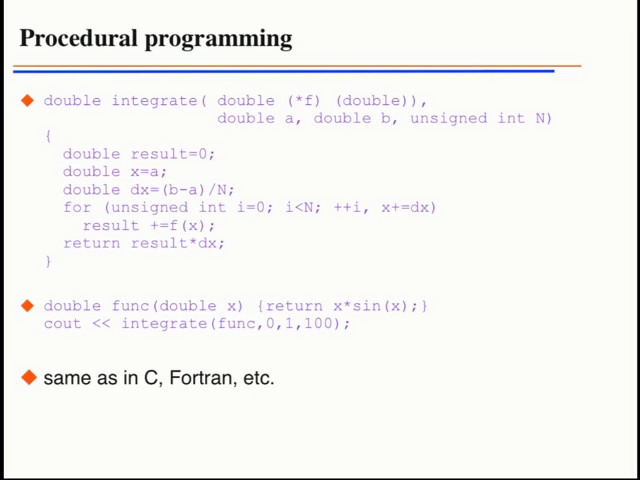 Procedural programming
double integrate( double (*f) (double)),
double a, double b, unsigned int N)
{
double result=0;
double x=a;
double dx=(b-a)/N;
for (unsigned int i=0; i<N; ++i, x+=dx)
result +=f(x);
return result*dx;
}
double func(double x) {return x*sin(x);}
cout << integrate(func,0,1,100);
same as in C, Fortran, etc.